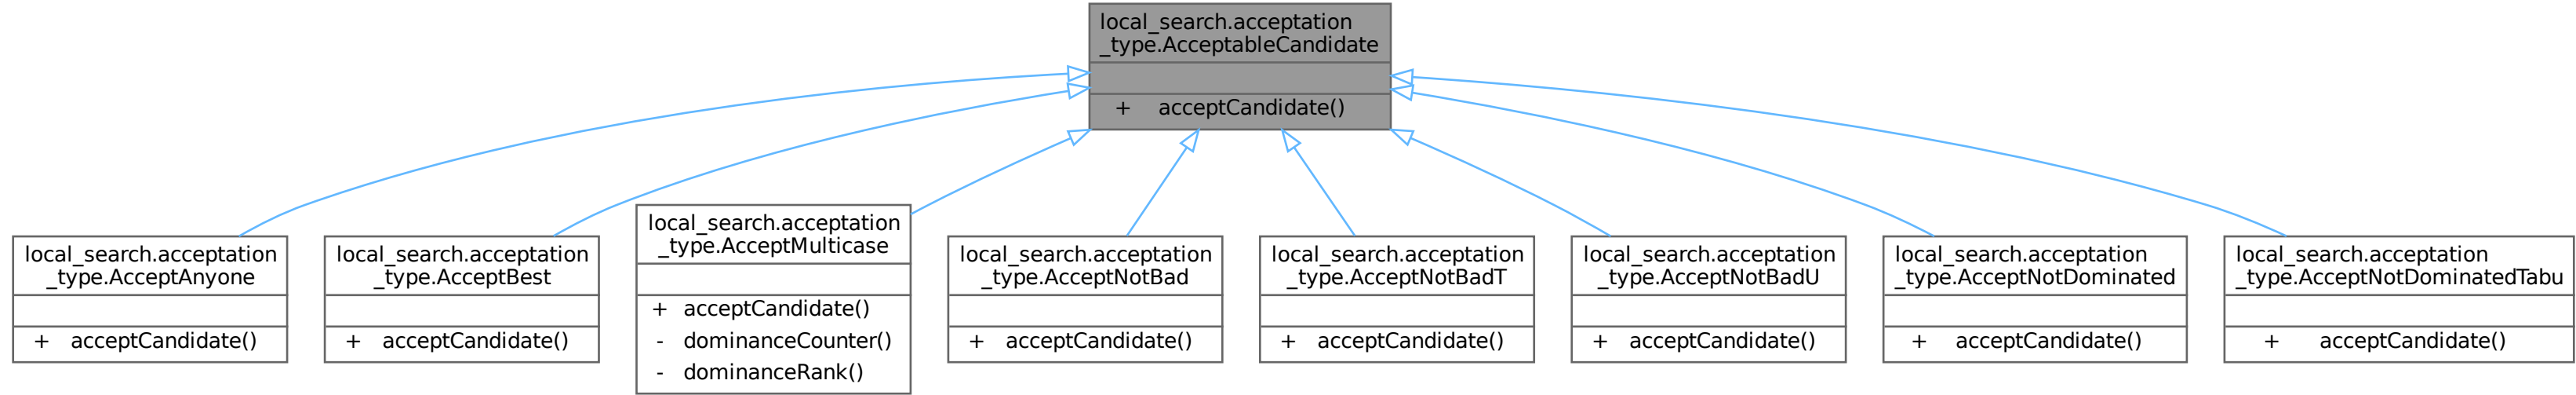 local_search.acceptation
_type.AcceptableCandidate
+ acceptCandidate()
local_search.acceptation
_type.AcceptAnyone
+ acceptCandidate()
local_search.acceptation
_type.AcceptBest
+ acceptCandidate()
local_search.acceptation
_type.AcceptMulticase
+ acceptCandidate()
- dominanceCounter()
- dominanceRank()
local_search.acceptation
_type.AcceptNotBad
+ acceptCandidate()
local_search.acceptation
_type.AcceptNotBadT
+ acceptCandidate()
local_search.acceptation
_type.AcceptNotBadU
+ acceptCandidate()
local_search.acceptation
_type.AcceptNotDominated
+ acceptCandidate()
local_search.acceptation
_type.AcceptNotDominatedTabu
+ acceptCandidate()